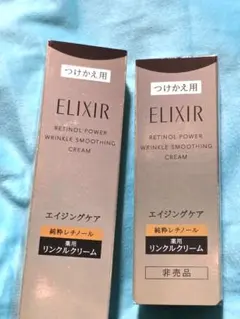 つけかえ用
ELIXIR
RETINOL POWER
WRINKLE SMOOTHING
CREAM
エイジングケア
純粋レチノール
薬用
リンクルクリーム
つけかえ用
ELIXIR
RETINOL POWER
WRINKLE SMOOTHING
CREAM
エイジングケア
純粋レチノール
薬用
リンクルクリーム
非売品